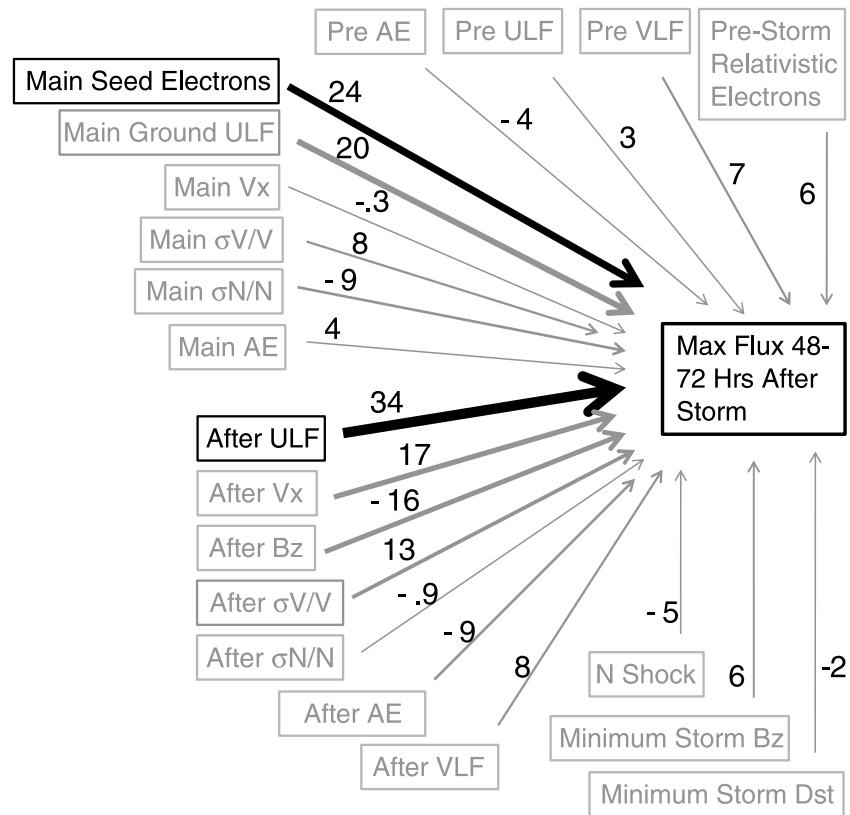 Pre AE
Pre ULF
Pre VLF
Pre-Storm
Relativistic
Electrons
Main Seed Electrons
24
Main Ground ULF
20
- 4
3
7
6
Main Vx
-.3
Main σV/V
8
Main σN/N
- 9
Main AE
4
Max Flux 48-
72 Hrs After
Storm
After ULF
34
After Vx
17
After Bz
- 16
After σV/V
13
After σN/N
- .9
After AE
- 9
After VLF
8
N Shock
- 5
Minimum Storm Bz
6
Minimum Storm Dst
-2